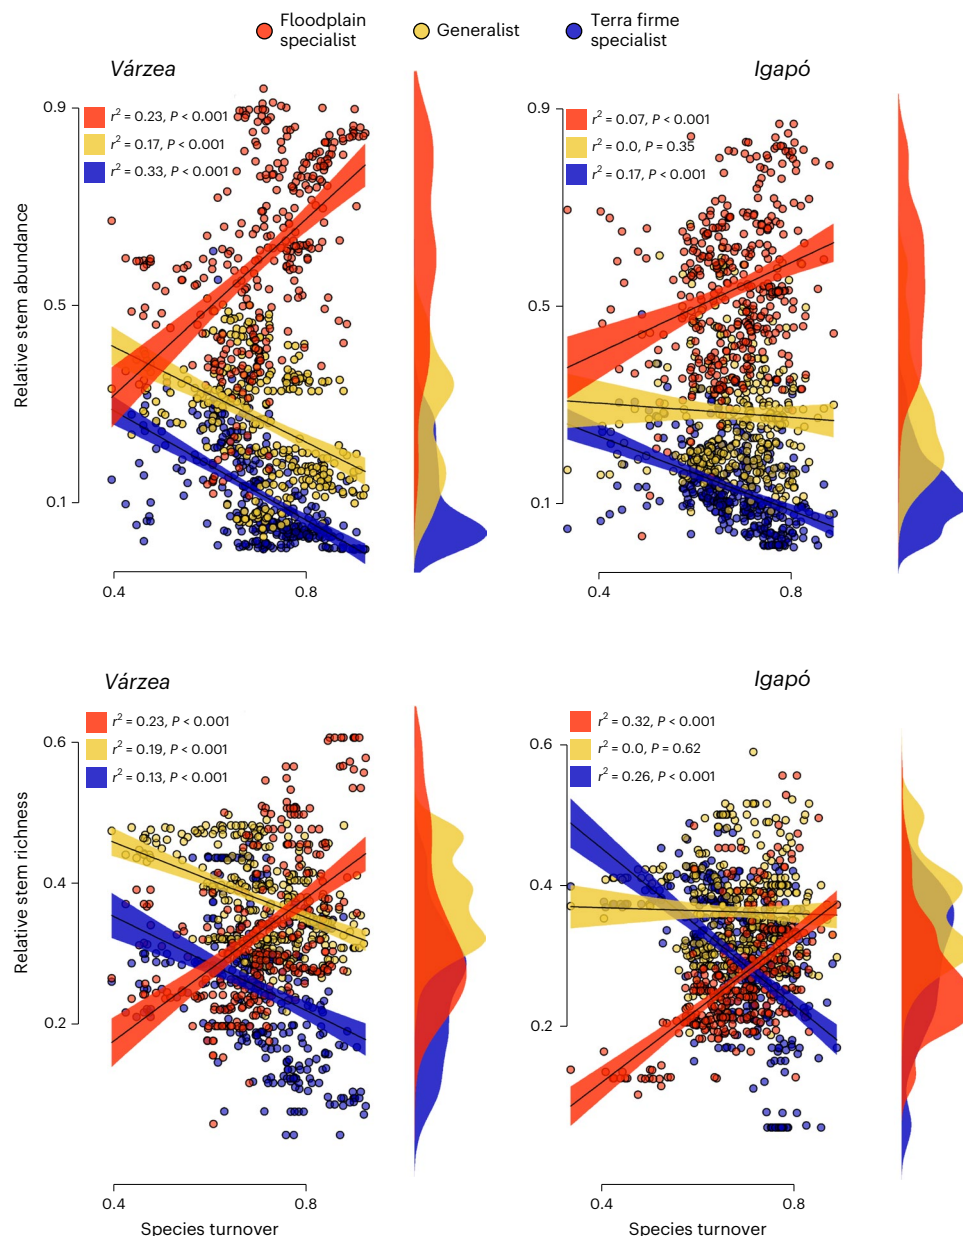 Floodplain
specialist
Generalist
Terra firme
specialist
Várzea
Igapó
Relative stem abundance
0.9
0.5
0.1
r² = 0.23, P < 0.001
r² = 0.17, P < 0.001
r² = 0.33, P < 0.001
0.4
0.8
0.9
0.5
0.1
r² = 0.07, P < 0.001
r² = 0.0, P = 0.35
r² = 0.17, P < 0.001
0.4
0.8
Várzea
Igapó
Relative stem richness
0.6
0.4
0.2
r² = 0.23, P < 0.001
r² = 0.19, P < 0.001
r² = 0.13, P < 0.001
0.4
0.8
Species turnover
0.6
0.4
0.2
r² = 0.32, P < 0.001
r² = 0.0, P = 0.62
r² = 0.26, P < 0.001
0.4
0.8
Species turnover